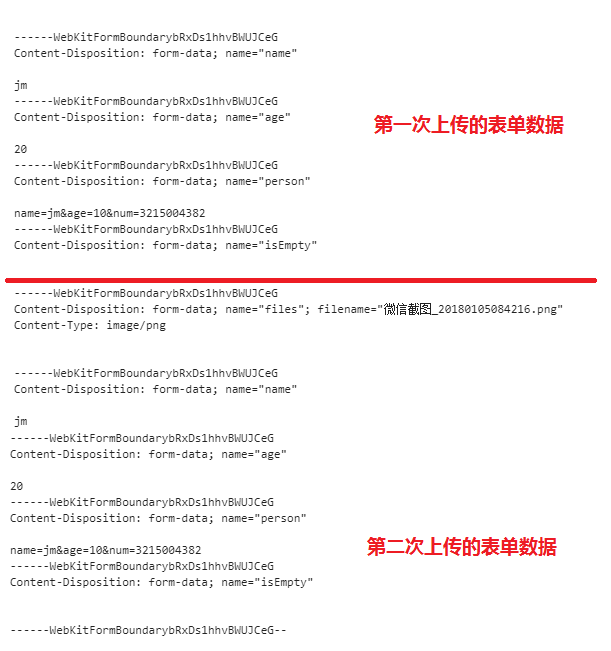 ------WebKitFormBoundarybRxDs1hhvBWUJCeG
Content-Disposition: form-data; name="name"
jm
------WebKitFormBoundarybRxDs1hhvBWUJCeG
Content-Disposition: form-data; name="age"
第一次上传的表单数据
20
------WebKitFormBoundarybRxDs1hhvBWUJCeG
Content-Disposition: form-data; name="person"
name=jm&age=10&num=3215004382
------WebKitFormBoundarybRxDs1hhvBWUJCeG
Content-Disposition: form-data; name="isEmpty"
------WebKitFormBoundarybRxDs1hhvBWUJCeG
Content-Disposition: form-data; name="files"; filename="微信截图_20180105084216.png"
Content-Type: image/png
------WebKitFormBoundarybRxDs1hhvBWUJCeG
Content-Disposition: form-data; name="name"
jm
------WebKitFormBoundarybRxDs1hhvBWUJCeG
Content-Disposition: form-data; name="age"
20
------WebKitFormBoundarybRxDs1hhvBWUJCeG
Content-Disposition: form-data; name="person"
第二次上传的表单数据
name=jm&age=10&num=3215004382
------WebKitFormBoundarybRxDs1hhvBWUJCeG
Content-Disposition: form-data; name="isEmpty"
------WebKitFormBoundarybRxDs1hhvBWUJCeG--